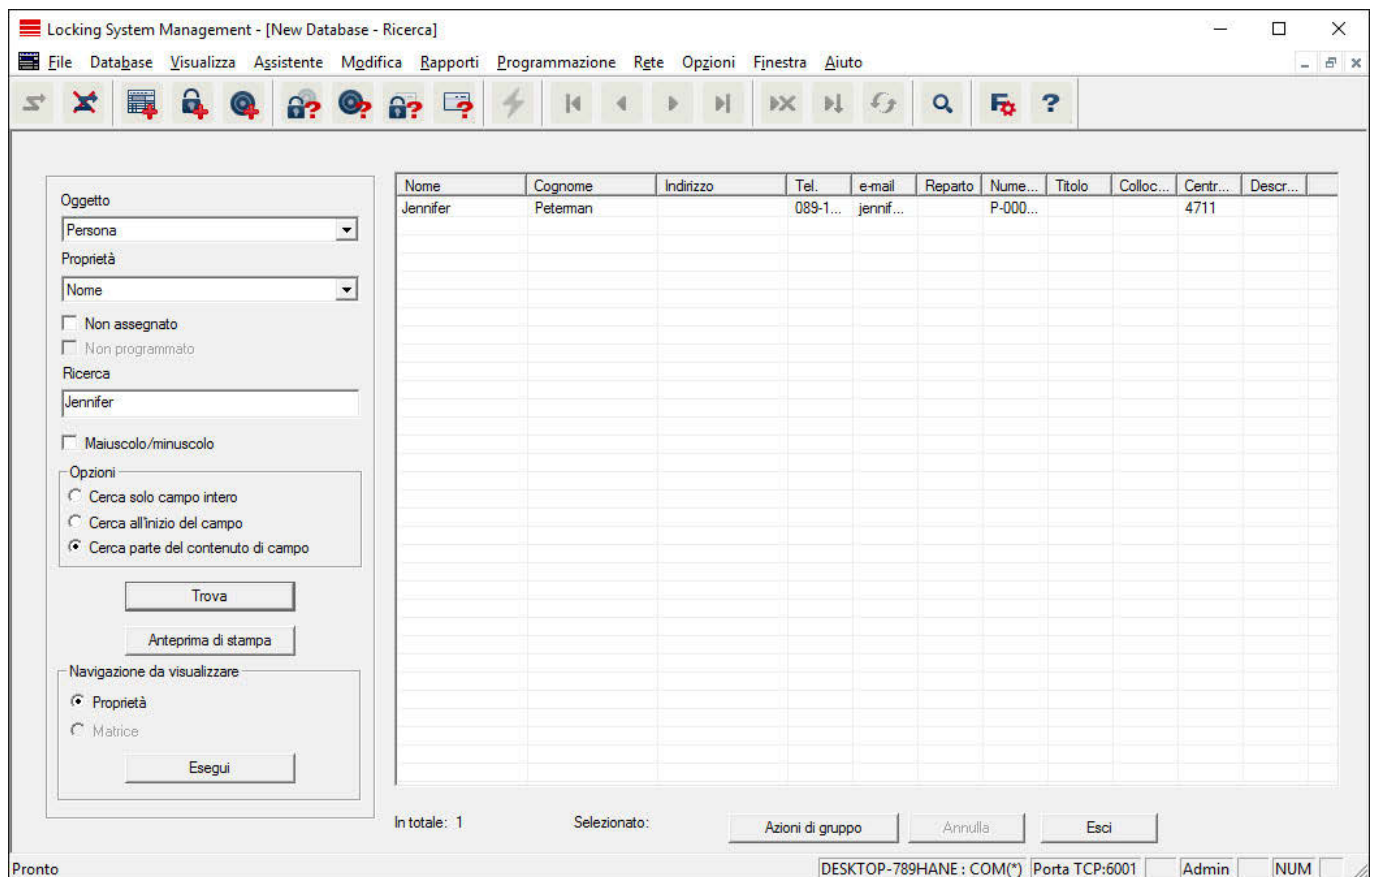 Locking System Management - [New Database - Ricerca]
File Database Visualizza Assistente Modifica Rapporti Programmazione Rete Opzioni Finestra Aiuto
Oggetto
Persona
Proprietà
Nome
Non assegnato
Non programmato
Ricerca
Jennifer
Maiuscolo/minuscolo
Opzioni
Cerca solo campo intero
Cerca all'inizio del campo
Cerca parte del contenuto di campo
Trova
Anteprima di stampa
Navigazione da visualizzare
Proprietà
Matrice
Esegui
Nome Cognome Indirizzo Tel. e-mail Reparto Nume... Titolo Colloc... Centr... Descr...
Jennifer Peterman 089-1... jennif... P-000... 4711
In totale: 1 Selezionato: Azioni di gruppo Annulla Esci
Pronto DESKTOP-789HANE : COM(*) Porta TCP:6001 Admin NUM